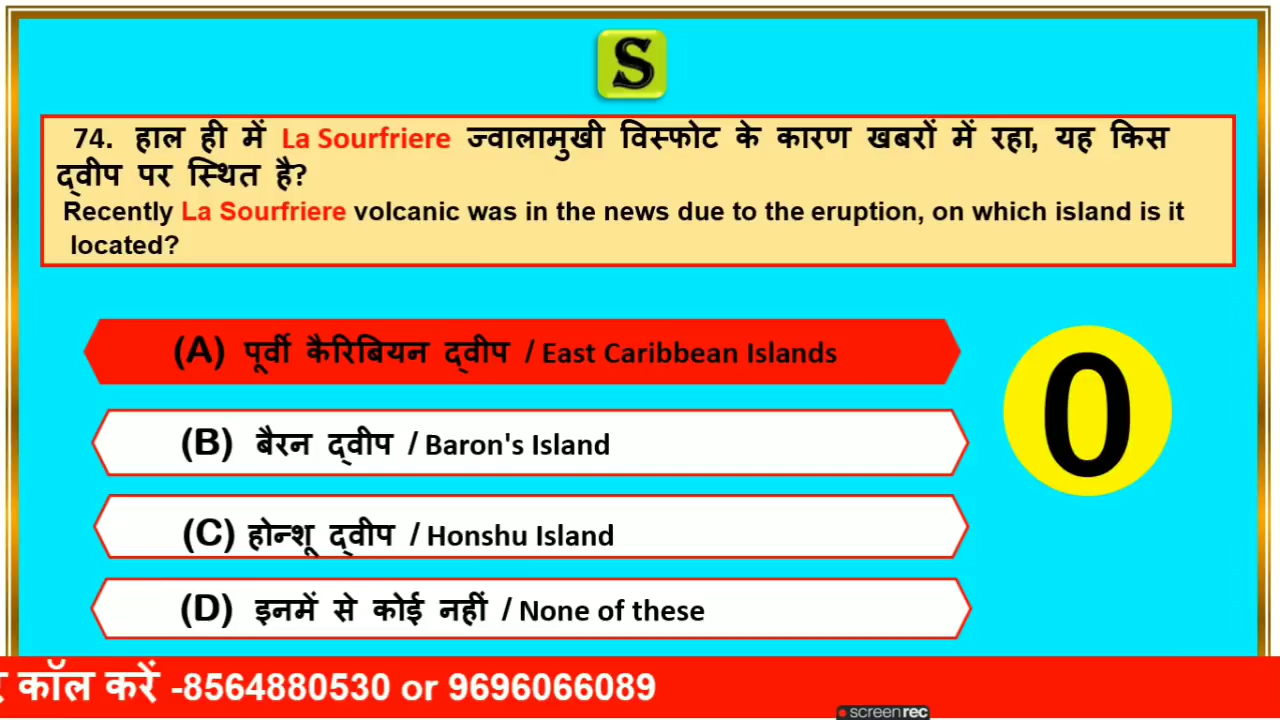 S
74. हाल ही में La Sourfriere ज्वालामुखी विस्फोट के कारण खबरों में रहा, यह किस
द्वीप पर स्थित है?
Recently La Sourfriere volcanic was in the news due to the eruption, on which island is it
located?
(A) पूर्वी कैरिबियन द्वीप / East Caribbean Islands
0
(B) बैरन द्वीप / Baron's Island
(C) होन्शू द्वीप / Honshu Island
(D) इनमें से कोई नहीं / None of these
कॉल करें -8564880530 or 9696066089
screenrec